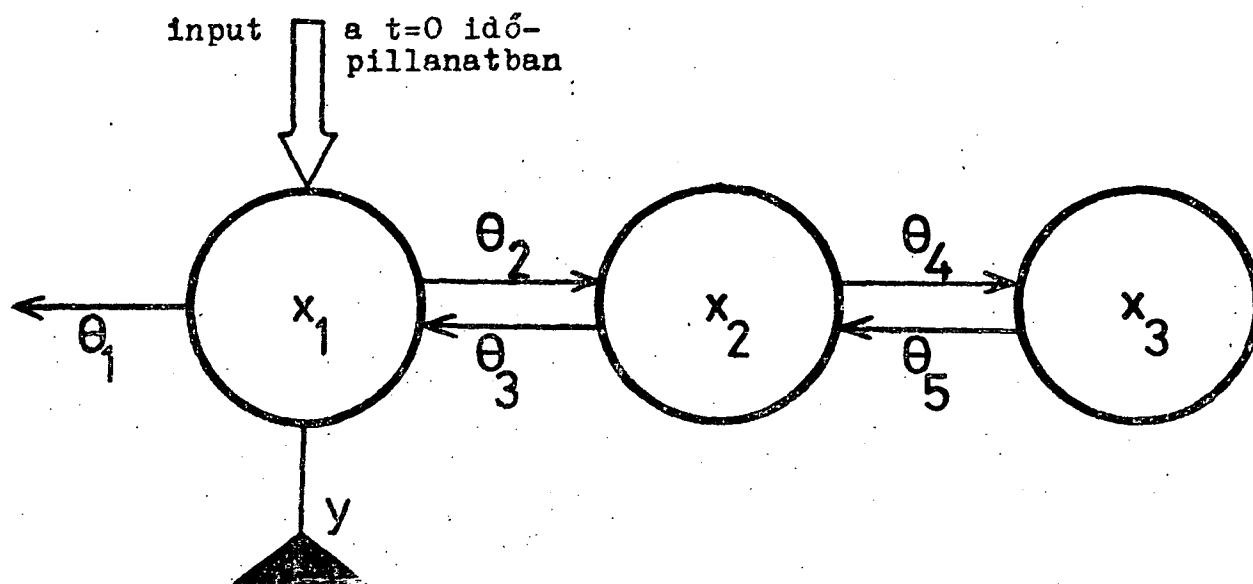 input a t=0 idő-
pillanatban
θ2 θ4
x1 x2 x3
θ1 θ3 θ5
y